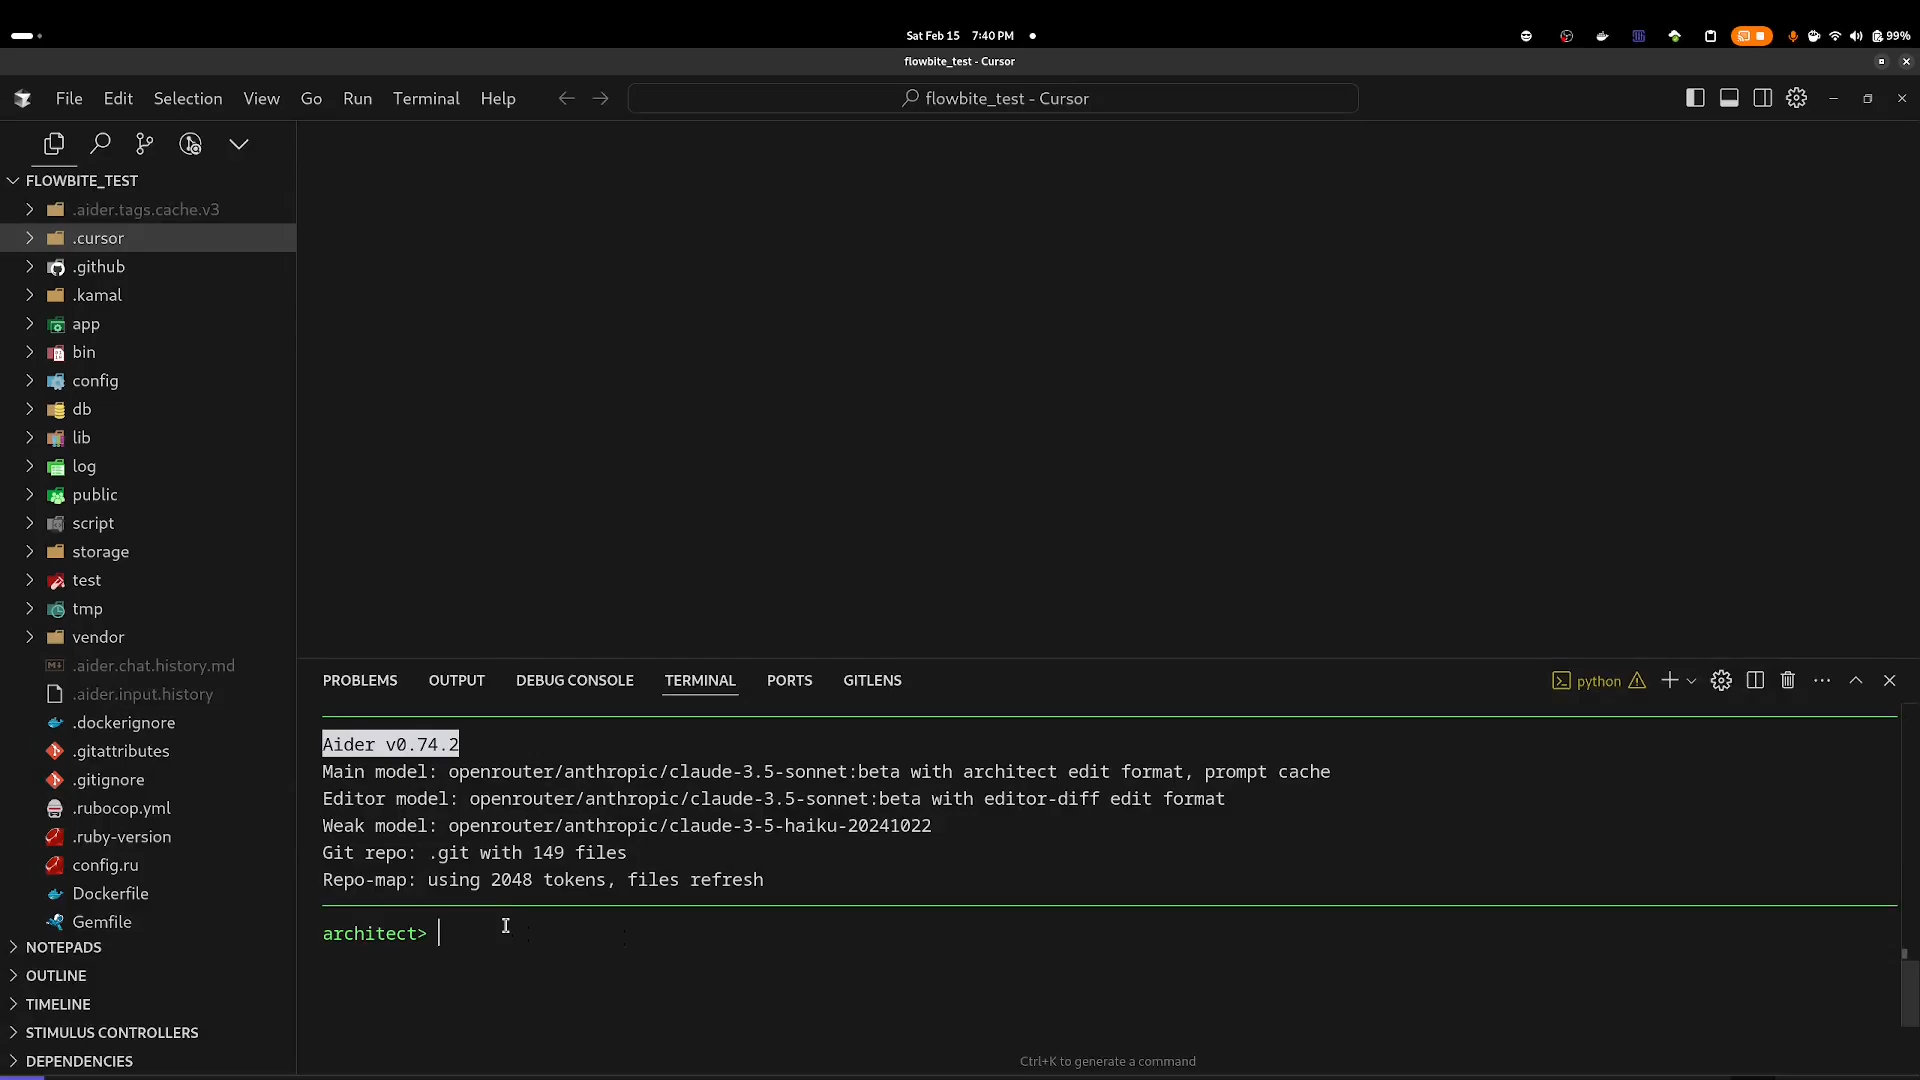 Sat Feb 15 7:40 PM
99%
flowbite_test - Cursor
File Edit Selection View Go Run Terminal Help
flowbite_test - Cursor
FLOWBITE_TEST
.aider.tags.cache.v3
.cursor
.github
.kamal
app
bin
config
db
lib
log
public
script
storage
test
tmp
vendor
.aider.chat.history.md
.aider.input.history
.dockerignore
.gitattributes
.gitignore
.rubocop.yml
.ruby-version
config.ru
Dockerfile
Gemfile
NOTEPADS
OUTLINE
TIMELINE
STIMULUS CONTROLLERS
DEPENDENCIES
PROBLEMS OUTPUT DEBUG CONSOLE TERMINAL PORTS GITLENS
python
Aider v0.74.2
Main model: openrouter/anthropic/claude-3.5-sonnet:beta with architect edit format, prompt cache
Editor model: openrouter/anthropic/claude-3.5-sonnet:beta with editor-diff edit format
Weak model: openrouter/anthropic/claude-3-5-haiku-20241022
Git repo: .git with 149 files
Repo-map: using 2048 tokens, files refresh
architect>
Ctrl+K to generate a command